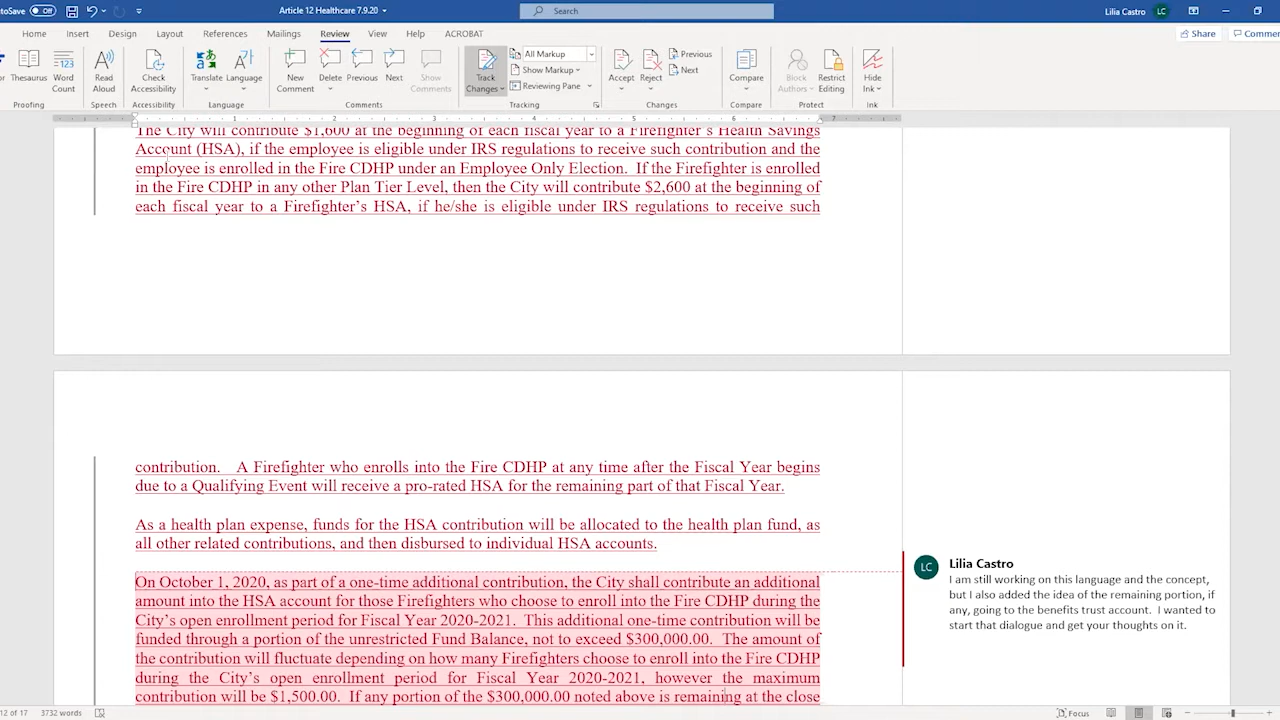 AutoSave Off Article 12 Healthcare 7.9.20 Search Lilia Castro LC
Home Insert Design Layout References Mailings Review View Help ACROBAT Share
Thesaurus Word Count Read Aloud Check Accessibility Translate Language New Comment Delete Previous Next Show Comments Track Changes All Markup Show Markup Reviewing Pane Accept Reject Previous Next Compare Block Authors Restrict Editing Hide Ink
Proofing Speech Accessibility Language Comments Tracking Changes Compare Protect Ink
1 2 3 4 5 6 7
The City will contribute $1,600 at the beginning of each fiscal year to a Firefighter's Health Savings
Account (HSA), if the employee is eligible under IRS regulations to receive such contribution and the
employee is enrolled in the Fire CDHP under an Employee Only Election. If the Firefighter is enrolled
in the Fire CDHP in any other Plan Tier Level, then the City will contribute $2,600 at the beginning of
each fiscal year to a Firefighter's HSA, if he/she is eligible under IRS regulations to receive such
contribution. A Firefighter who enrolls into the Fire CDHP at any time after the Fiscal Year begins
due to a Qualifying Event will receive a pro-rated HSA for the remaining part of that Fiscal Year.
As a health plan expense, funds for the HSA contribution will be allocated to the health plan fund, as
all other related contributions, and then disbursed to individual HSA accounts.
On October 1, 2020, as part of a one-time additional contribution, the City shall contribute an additional
amount into the HSA account for those Firefighters who choose to enroll into the Fire CDHP during the
City's open enrollment period for Fiscal Year 2020-2021. This additional one-time contribution will be
funded through a portion of the unrestricted Fund Balance, not to exceed $300,000.00. The amount of
the contribution will fluctuate depending on how many Firefighters choose to enroll into the Fire CDHP
during the City's open enrollment period for Fiscal Year 2020-2021, however the maximum
contribution will be $1,500.00. If any portion of the $300,000.00 noted above is remaining at the close
LC Lilia Castro
I am still working on this language and the concept,
but I also added the idea of the remaining portion, if
any, going to the benefits trust account. I wanted to
start that dialogue and get your thoughts on it.
12 of 17 3732 words Focus